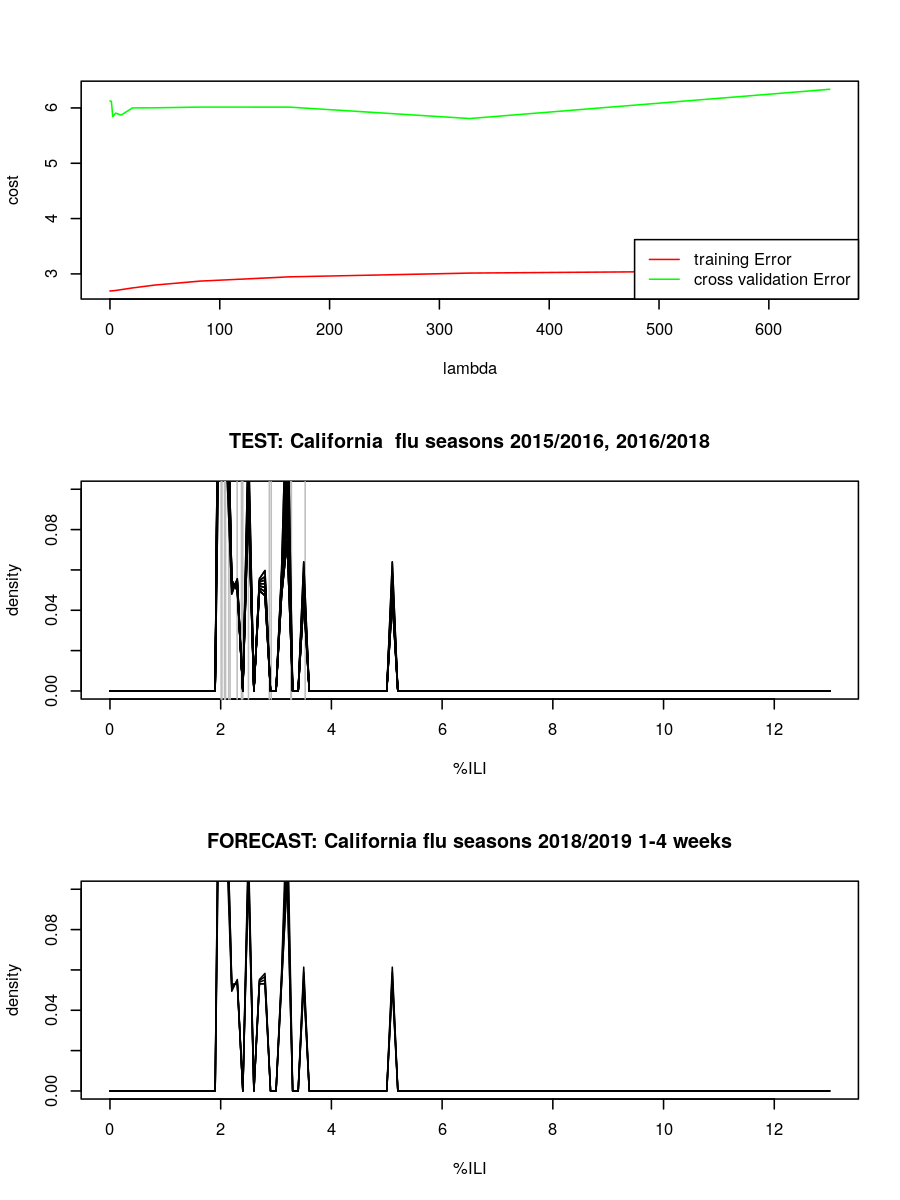 6
5
4
3
cost
training Error
cross validation Error
0 100 200 300 400 500 600
lambda
TEST: California  flu seasons 2015/2016, 2016/2018
0.08
0.04
0.00
density
0 2 4 6 8 10 12
%ILI
FORECAST: California flu seasons 2018/2019 1-4 weeks
0.08
0.04
0.00
density
0 2 4 6 8 10 12
%ILI